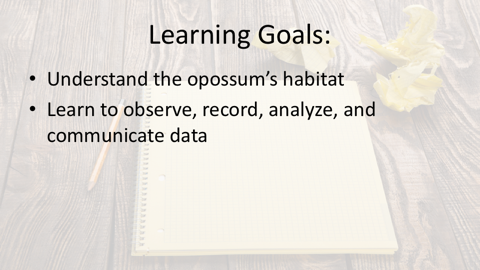 Learning Goals:
• Understand the opossum’s habitat
• Learn to observe, record, analyze, and
communicate data